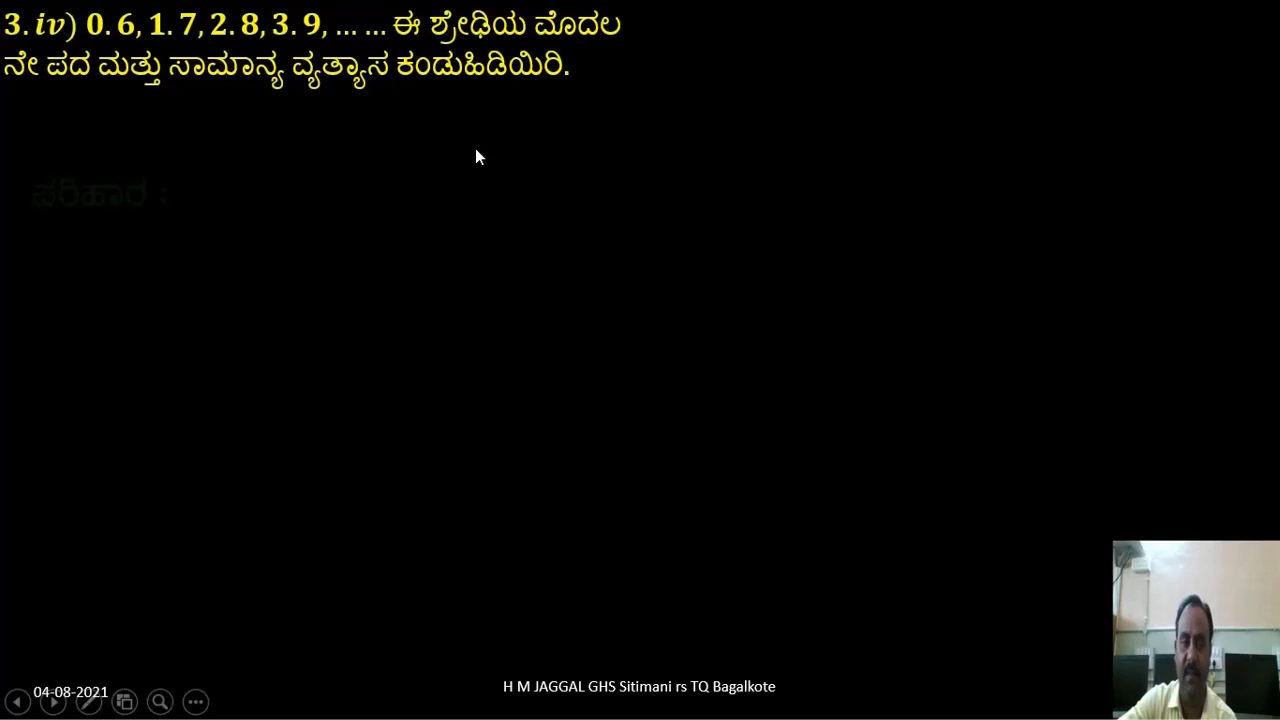 3. iv) 0. 6, 1. 7, 2. 8, 3. 9, … … ಈ ಶ್ರೇಢಿಯ ಮೊದಲ
ನೇ ಪದ ಮತ್ತು ಸಾಮಾನ್ಯ ವ್ಯತ್ಯಾಸ ಕಂಡುಹಿಡಿಯಿರಿ.
ಪರಿಹಾರ :
04-08-2021
H M JAGGAL GHS Sitimani rs TQ Bagalkote